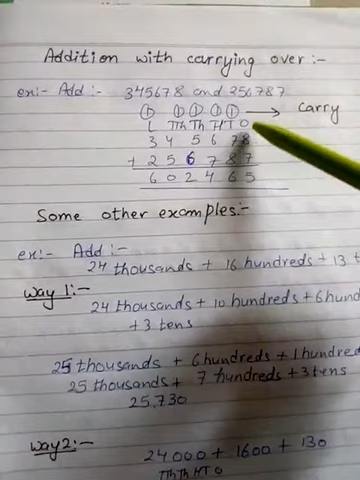 Addition with carrying over :-
ex:- Add :- 345678 and 256787
① ① ① ① ① → carry
L TTh Th H T O
3 4 5 6 7 8
+ 2 5 6 7 8 7
6 0 2 4 6 5
Some other examples:-
ex:- Add :-
24 thousands + 16 hundreds + 13 t
Way 1:-
24 thousands + 10 hundreds + 6 hund
+ 3 tens
25 thousands + 6 hundreds + 1 hundred
25 thousands + 7 hundreds + 3 tens
25,730
Way 2:-
24000 + 1600 + 130
TTh Th H T O